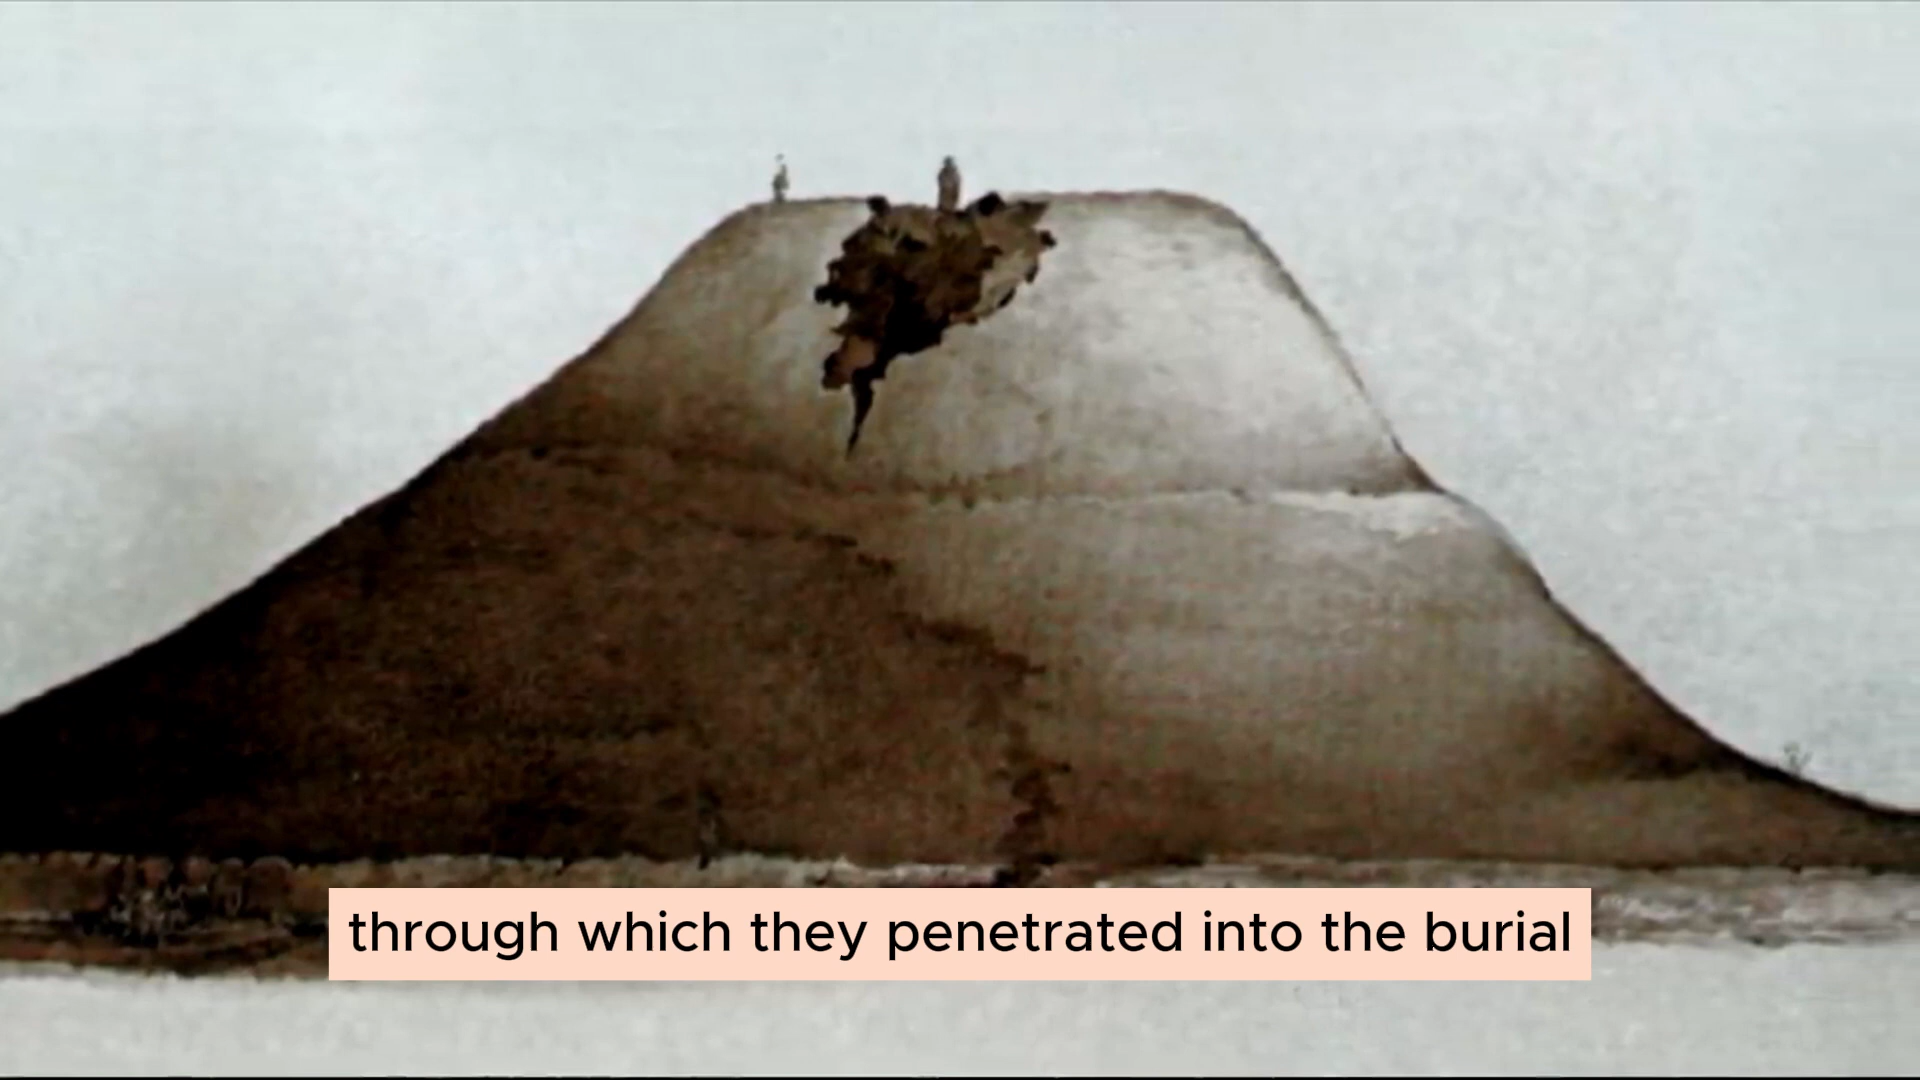 through which they penetrated into the burial